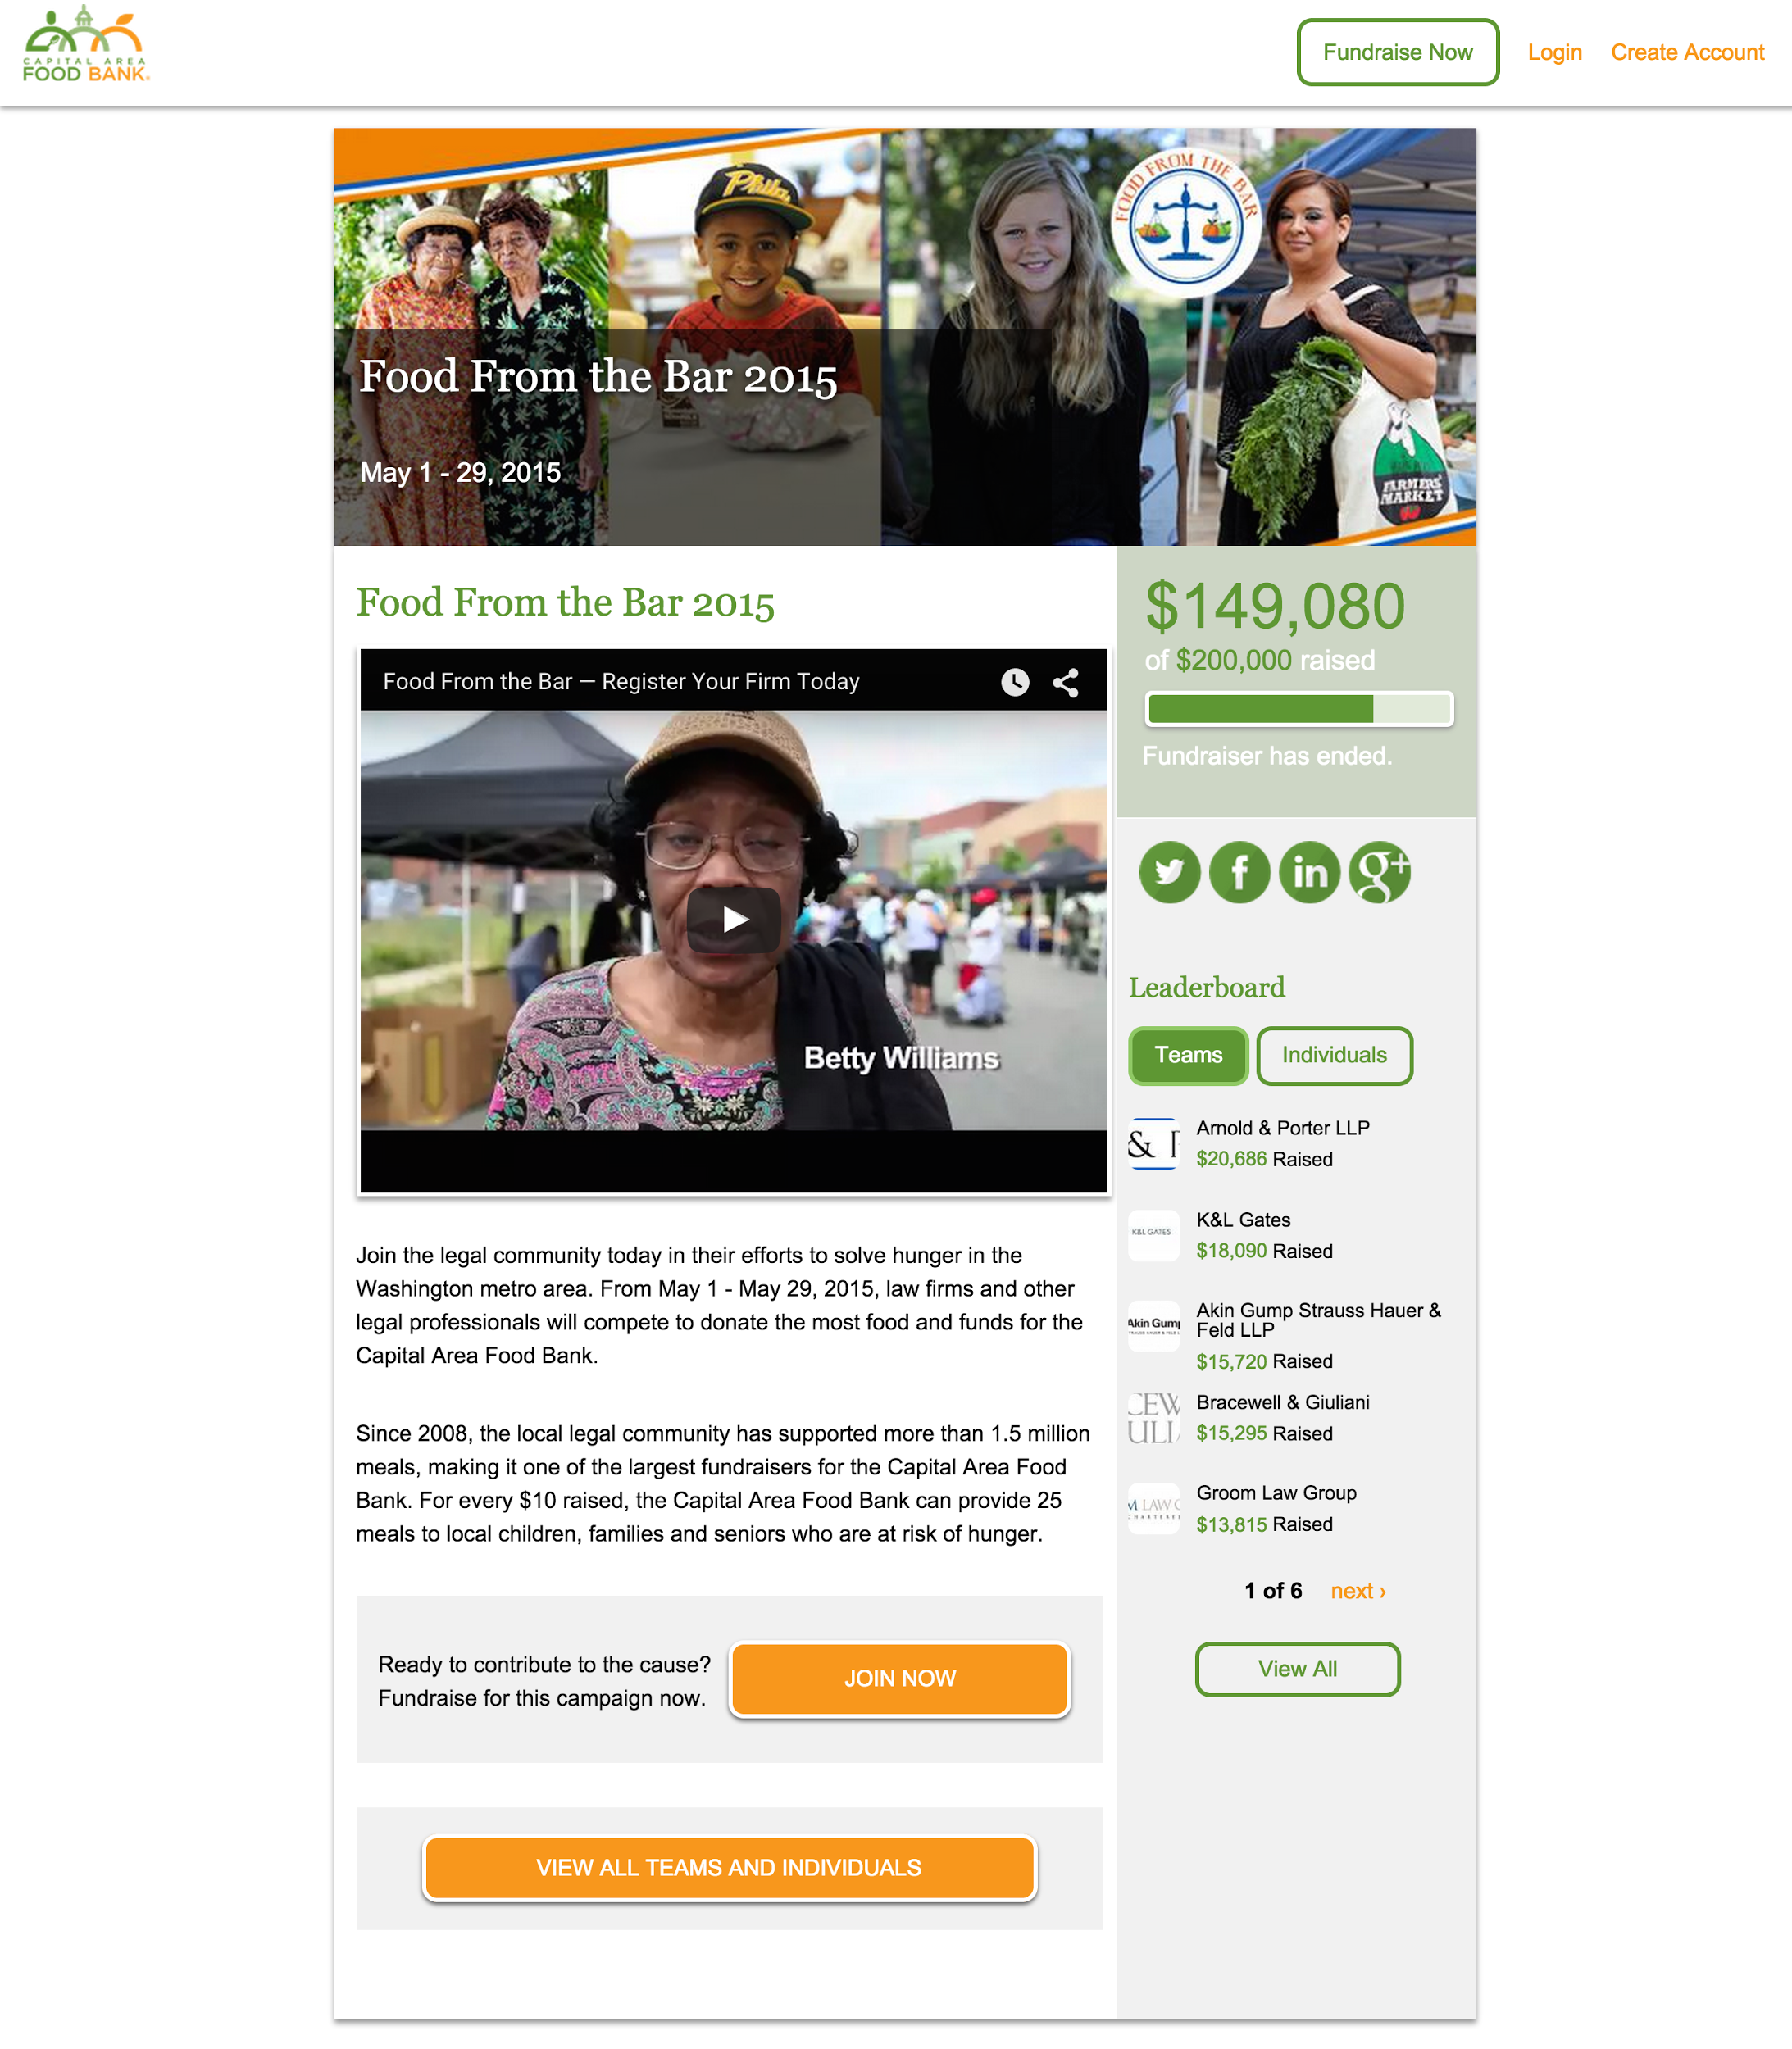 CAPITAL AREA
FOOD BANK
Fundraise Now
Login
Create Account
Phila.
FOOD FROM THE BAR
FARMERS'
MARKET
Food From the Bar 2015
May 1 - 29, 2015
Food From the Bar 2015
Food From the Bar — Register Your Firm Today
Betty Williams
Join the legal community today in their efforts to solve hunger in the
Washington metro area. From May 1 - May 29, 2015, law firms and other
legal professionals will compete to donate the most food and funds for the
Capital Area Food Bank.
Since 2008, the local legal community has supported more than 1.5 million
meals, making it one of the largest fundraisers for the Capital Area Food
Bank. For every $10 raised, the Capital Area Food Bank can provide 25
meals to local children, families and seniors who are at risk of hunger.
Ready to contribute to the cause?
Fundraise for this campaign now.
JOIN NOW
VIEW ALL TEAMS AND INDIVIDUALS
$149,080
of $200,000 raised
Fundraiser has ended.
f
in
g+
Leaderboard
Teams
Individuals
&
Arnold & Porter LLP
$20,686 Raised
K&L GATES
K&L Gates
$18,090 Raised
Akin Gump
Akin Gump Strauss Hauer &
Feld LLP
$15,720 Raised
CEW
ULI
Bracewell & Giuliani
$15,295 Raised
M LAW G
Groom Law Group
$13,815 Raised
1 of 6
next ›
View All